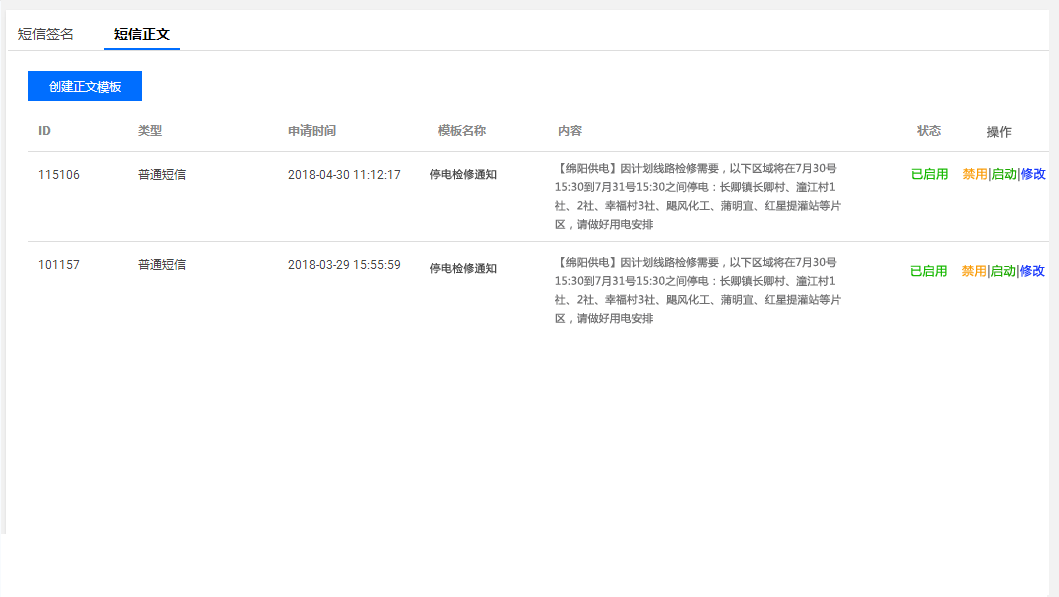 短信签名 短信正文
创建正文模板
ID 类型 申请时间 模板名称 内容 状态 操作
115106 普通短信 2018-04-30 11:12:17 停电检修通知 【绵阳供电】因计划线路检修需要，以下区域将在7月30号 已启用 禁用|启动|修改
15:30到7月31号15:30之间停电：长卿镇长卿村、潼江村1
社、2社、幸福村3社、飓风化工、蒲明宜、红星提灌站等片
区，请做好用电安排
101157 普通短信 2018-03-29 15:55:59 停电检修通知 【绵阳供电】因计划线路检修需要，以下区域将在7月30号 已启用 禁用|启动|修改
15:30到7月31号15:30之间停电：长卿镇长卿村、潼江村1
社、2社、幸福村3社、飓风化工、蒲明宜、红星提灌站等片
区，请做好用电安排